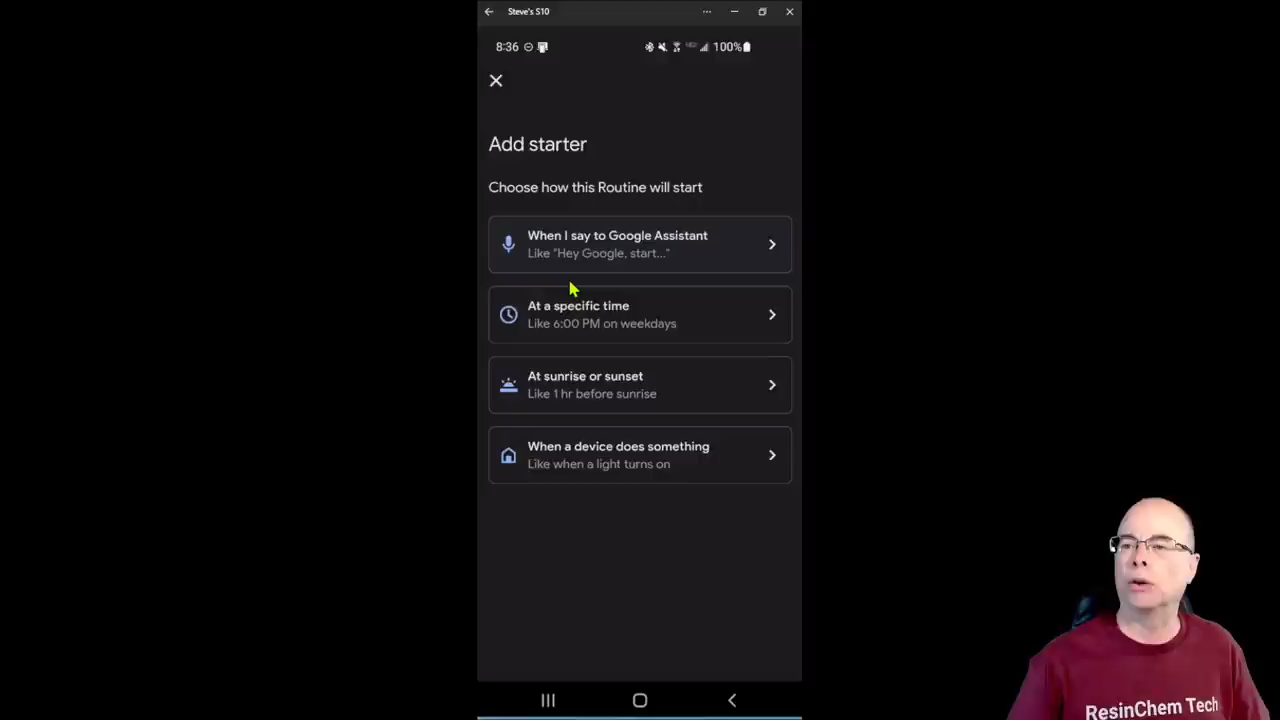 Steve's S10
8:36
100%
Add starter
Choose how this Routine will start
When I say to Google Assistant
Like "Hey Google, start..."
At a specific time
Like 6:00 PM on weekdays
At sunrise or sunset
Like 1 hr before sunrise
When a device does something
Like when a light turns on
ResinChem Tech